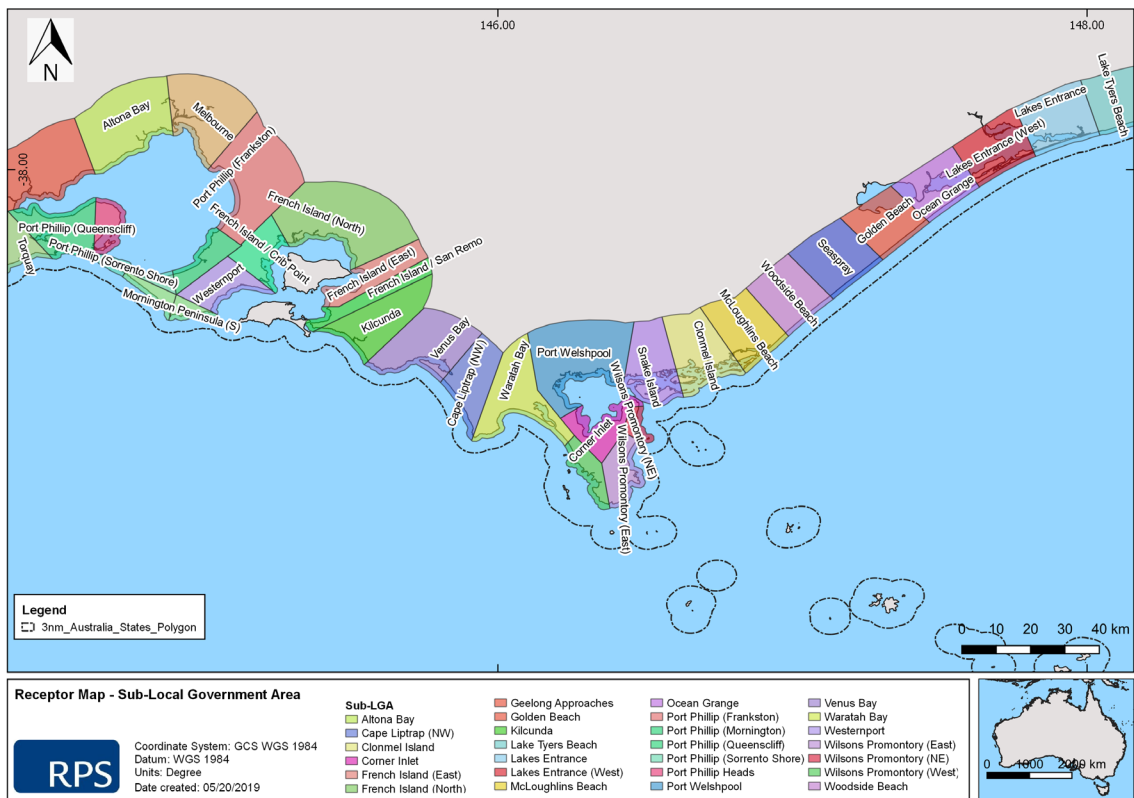 146.00
148.00
-38.00
N
Altona Bay
Melbourne
Port Phillip (Frankston)
French Island (North)
French Island / Crib Point
Port Phillip (Queenscliff)
Torquay
Port Phillip (Sorrento Shore)
Westernport
Mornington Peninsula (S)
French Island (East)
French Island / San Remo
Kilcunda
Venus Bay
Cape Liptrap (NW)
Waratah Bay
Port Welshpool
Corner Inlet
Wilsons Promontory (NE)
Wilsons Promontory (East)
Snake Island
Clonmel Island
McLoughlins Beach
Woodside Beach
Seaspray
Golden Beach
Ocean Grange
Lakes Entrance (West)
Lakes Entrance
Lake Tyers Beach
Legend
3nm_Australia_States_Polygon
0 10 20 30 40 km
Receptor Map - Sub-Local Government Area
RPS
Coordinate System: GCS WGS 1984
Datum: WGS 1984
Units: Degree
Date created: 05/20/2019
Sub-LGA
Altona Bay
Cape Liptrap (NW)
Clonmel Island
Corner Inlet
French Island (East)
French Island (North)
Geelong Approaches
Golden Beach
Kilcunda
Lake Tyers Beach
Lakes Entrance
Lakes Entrance (West)
McLoughlins Beach
Ocean Grange
Port Phillip (Frankston)
Port Phillip (Mornington)
Port Phillip (Queenscliff)
Port Phillip (Sorrento Shore)
Port Phillip Heads
Port Welshpool
Venus Bay
Waratah Bay
Westernport
Wilsons Promontory (East)
Wilsons Promontory (NE)
Wilsons Promontory (West)
Woodside Beach
0 1000 2000 km